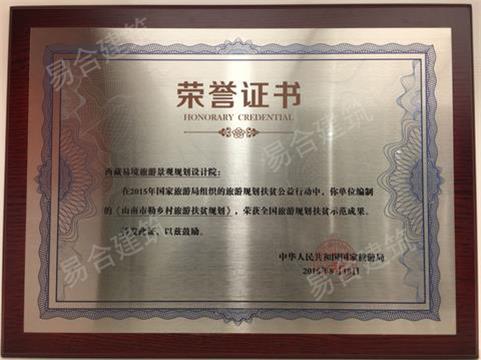 荣誉证书
HONORARY CREDENTIAL
西藏易境旅游景观规划设计院：
在2015年国家旅游局组织的旅游规划扶贫公益行动中，你单位编制
的《山南市勒乡村旅游扶贫规划》，荣获全国旅游规划扶贫示范成果。
特发此证，以兹鼓励。
中华人民共和国国家旅游局
易合建筑
易合建筑
易合建筑
易合建筑